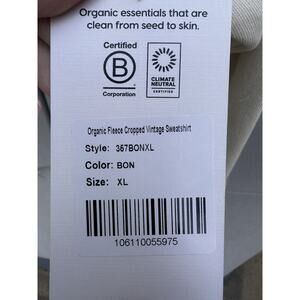 Organic essentials that are
clean from seed to skin.
Certified
B
Corporation
CLIMATE
NEUTRAL
CERTIFIED
Organic Fleece Cropped Vintage Sweatshirt
Style: 357BONXL
Color: BON
Size: XL
106110055975